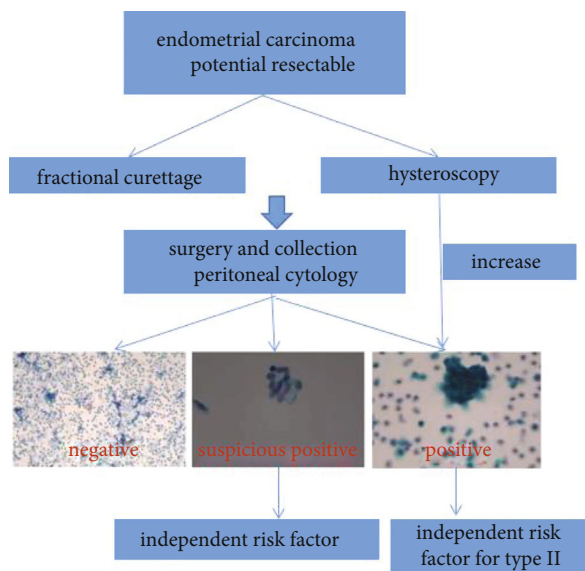 endometrial carcinoma
potential resectable
fractional curettage
hysteroscopy
surgery and collection
peritoneal cytology
increase
negative
suspicious positive
positive
independent risk factor
independent risk
factor for type II